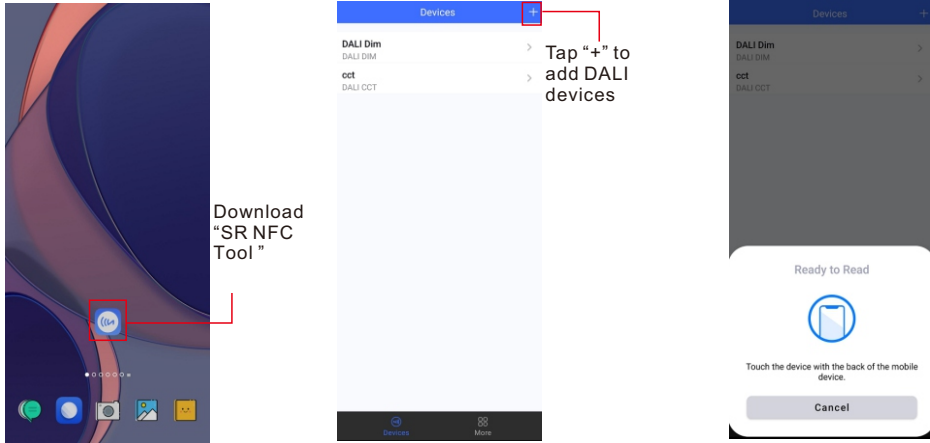 Download
“SR NFC
Tool ”
Devices
+
DALI Dim
DALI DIM
cct
DALI CCT
Devices
More
Tap “+” to
add DALI
devices
Devices
+
DALI Dim
DALI DIM
cct
DALI CCT
Ready to Read
Touch the device with the back of the mobile
device.
Cancel